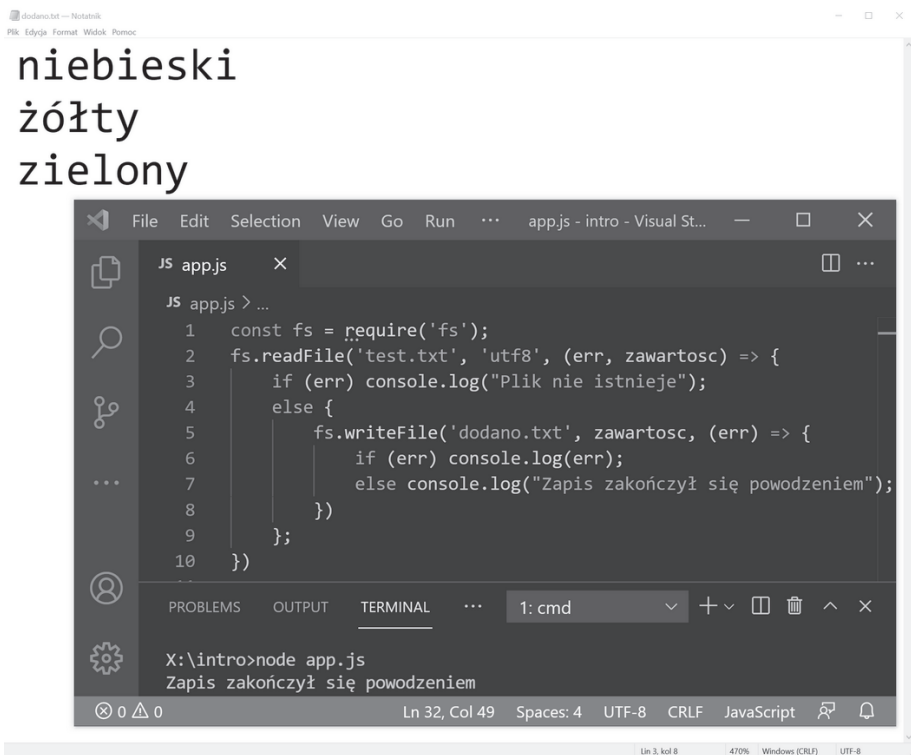 dodano.txt — Notatnik
Plik Edycja Format Widok Pomoc
niebieski
żółty
zielony
File Edit Selection View Go Run ··· app.js - intro - Visual St...
JS app.js
JS app.js > ...
1 const fs = require('fs');
2 fs.readFile('test.txt', 'utf8', (err, zawartosc) => {
3 if (err) console.log("Plik nie istnieje");
4 else {
5 fs.writeFile('dodano.txt', zawartosc, (err) => {
6 if (err) console.log(err);
7 else console.log("Zapis zakończył się powodzeniem");
8 })
9 };
10 })
PROBLEMS OUTPUT TERMINAL ··· 1: cmd
X:\intro>node app.js
Zapis zakończył się powodzeniem
0 0 Ln 32, Col 49 Spaces: 4 UTF-8 CRLF JavaScript
Lin 3, kol 8 470% Windows (CRLF) UTF-8